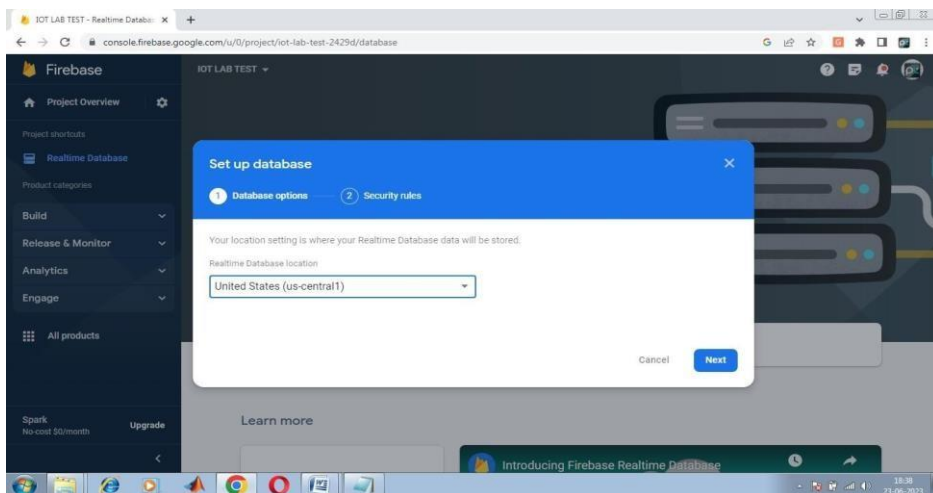 IOT LAB TEST - Realtime Databa
console.firebase.google.com/u/0/project/iot-lab-test-2429d/database
Firebase
IOT LAB TEST
Project Overview
Project shortcuts
Realtime Database
Product categories
Build
Release & Monitor
Analytics
Engage
All products
Spark
No-cost $0/month
Upgrade
Set up database
1 Database options
2 Security rules
Your location setting is where your Realtime Database data will be stored.
Realtime Database location
United States (us-central1)
Cancel
Next
Learn more
Introducing Firebase Realtime Database
18:38
23-06-2023